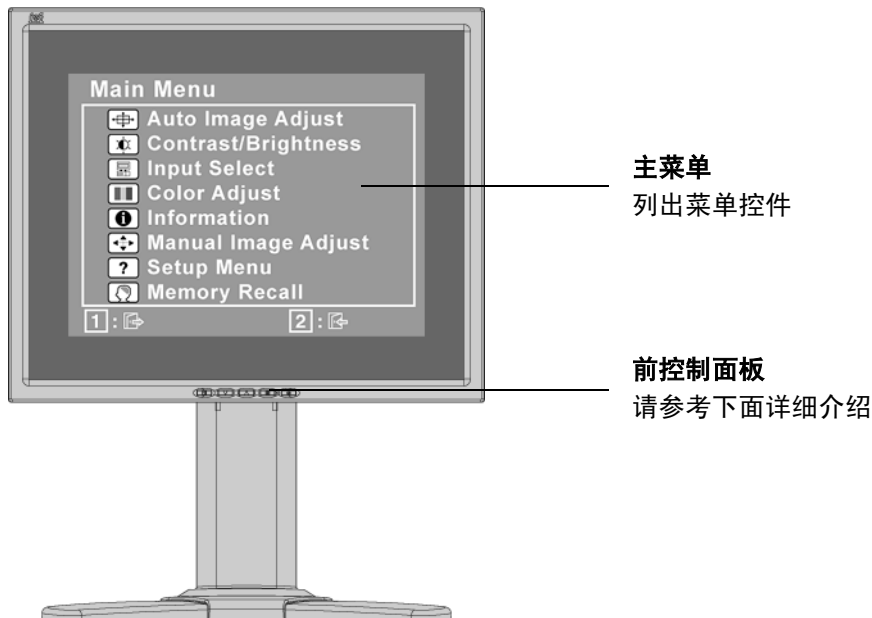 Main Menu
Auto Image Adjust
Contrast/Brightness
Input Select
Color Adjust
Information
Manual Image Adjust
? Setup Menu
Memory Recall
1 :
2 :
主菜单
列出菜单控件
前控制面板
请参考下面详细介绍